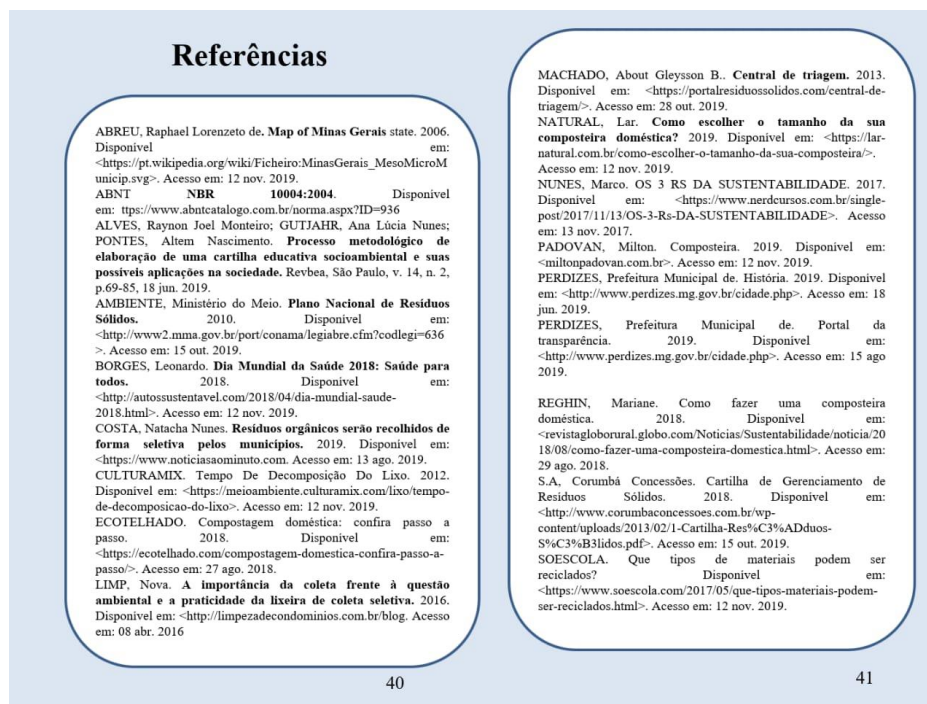 Referências
ABREU, Raphael Lorenzeto de. Map of Minas Gerais state. 2006.
Disponível em:
<https://pt.wikipedia.org/wiki/Ficheiro:MinasGerais_MesoMicroM
unicip.svg>. Acesso em: 12 nov. 2019.
ABNT NBR 10004:2004. Disponível
em: ttps://www.abntcatalogo.com.br/norma.aspx?ID=936
ALVES, Raynon Joel Monteiro; GUTJAHR, Ana Lúcia Nunes;
PONTES, Altem Nascimento. Processo metodológico de
elaboração de uma cartilha educativa socioambiental e suas
possíveis aplicações na sociedade. Revbea, São Paulo, v. 14, n. 2,
p.69-85, 18 jun. 2019.
AMBIENTE, Ministério do Meio. Plano Nacional de Resíduos
Sólidos. 2010. Disponível em:
<http://www2.mma.gov.br/port/conama/legiabre.cfm?codlegi=636
>. Acesso em: 15 out. 2019.
BORGES, Leonardo. Dia Mundial da Saúde 2018: Saúde para
todos. 2018. Disponível em:
<http://autossustentavel.com/2018/04/dia-mundial-saude-
2018.html>. Acesso em: 12 nov. 2019.
COSTA, Natacha Nunes. Resíduos orgânicos serão recolhidos de
forma seletiva pelos municípios. 2019. Disponível em:
<https://www.noticiasaominuto.com. Acesso em: 13 ago. 2019.
CULTURAMIX. Tempo De Decomposição Do Lixo. 2012.
Disponível em: <https://meioambiente.culturamix.com/lixo/tempo-
de-decomposicao-do-lixo>. Acesso em: 12 nov. 2019.
ECOTELHADO. Compostagem doméstica: confira passo a
passo. 2018. Disponível em:
<https://ecotelhado.com/compostagem-domestica-confira-passo-a-
passo/>. Acesso em: 27 ago. 2018.
LIMP, Nova. A importância da coleta frente à questão
ambiental e a praticidade da lixeira de coleta seletiva. 2016.
Disponível em: <http://limpezadecondominios.com.br/blog. Acesso
em: 08 abr. 2016
40
MACHADO, About Gleysson B.. Central de triagem. 2013.
Disponível em: <https://portalresiduossolidos.com/central-de-
triagem/>. Acesso em: 28 out. 2019.
NATURAL, Lar. Como escolher o tamanho da sua
composteira doméstica? 2019. Disponível em: <https://lar-
natural.com.br/como-escolher-o-tamanho-da-sua-composteira/>.
Acesso em: 12 nov. 2019.
NUNES, Marco. OS 3 RS DA SUSTENTABILIDADE. 2017.
Disponível em: <https://www.nerdcursos.com.br/single-
post/2017/11/13/OS-3-Rs-DA-SUSTENTABILIDADE>. Acesso
em: 13 nov. 2017.
PADOVAN, Milton. Composteira. 2019. Disponível em:
<miltonpadovan.com.br>. Acesso em: 12 nov. 2019.
PERDIZES, Prefeitura Municipal de. História. 2019. Disponível
em: <http://www.perdizes.mg.gov.br/cidade.php>. Acesso em: 18
jun. 2019.
PERDIZES, Prefeitura Municipal de. Portal da
transparência. 2019. Disponível em:
<http://www.perdizes.mg.gov.br/cidade.php>. Acesso em: 15 ago
2019.
REGHIN, Mariane. Como fazer uma composteira
doméstica. 2018. Disponível em:
<revistagloborural.globo.com/Noticias/Sustentabilidade/noticia/20
18/08/como-fazer-uma-composteira-domestica.html>. Acesso em:
29 ago. 2018.
S.A, Corumbá Concessões. Cartilha de Gerenciamento de
Resíduos Sólidos. 2018. Disponível em:
<http://www.corumbaconcessoes.com.br/wp-
content/uploads/2013/02/1-Cartilha-Res%C3%ADduos-
S%C3%B3lidos.pdf>. Acesso em: 15 out. 2019.
SOESCOLA. Que tipos de materiais podem ser
reciclados? Disponível em:
<https://www.soescola.com/2017/05/que-tipos-materiais-podem-
ser-reciclados.html>. Acesso em: 12 nov. 2019.
41